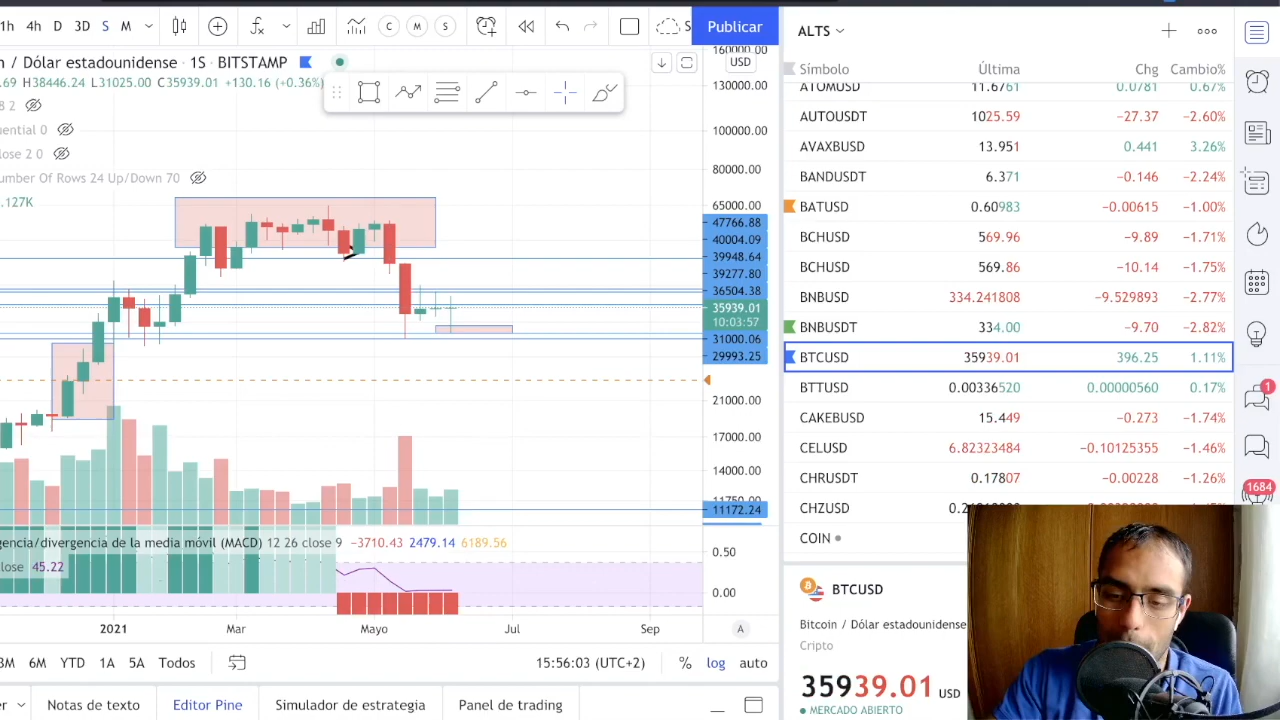 1h 4h D 3D S M C M S Publicar
n / Dólar estadounidense · 1S · BITSTAMP
.69 H38446.24 L31025.00 C35939.01 +130.16 (+0.36%)
8 2
uential 0
lose 2 0
umber Of Rows 24 Up/Down 70
.127K
160000.00
USD
130000.00
100000.00
80000.00
65000.00
47766.88
40004.09
39948.64
39277.80
36504.38
35939.01
10:03:57
31000.06
29993.25
21000.00
17000.00
14000.00
11750.00
11172.24
gencia/divergencia de la media móvil (MACD) 12 26 close 9 −3710.43 2479.14 6189.56
close 45.22
0.50
0.00
2021 Mar Mayo Jul Sep A
3M 6M YTD 1A 5A Todos 15:56:03 (UTC+2) % log auto
er Notas de texto Editor Pine Simulador de estrategia Panel de trading
ALTS
Símbolo Última Chg Cambio%
ATOMUSD 11.6761 0.0781 0.67%
AUTOUSDT 1025.59 −27.37 −2.60%
AVAXBUSD 13.951 0.441 3.26%
BANDUSDT 6.371 −0.146 −2.24%
BATUSD 0.60983 −0.00615 −1.00%
BCHUSD 569.96 −9.89 −1.71%
BCHUSD 569.86 −10.14 −1.75%
BNBUSD 334.241808 −9.529893 −2.77%
BNBUSDT 334.00 −9.70 −2.82%
BTCUSD 35939.01 396.25 1.11%
BTTUSD 0.00336520 0.00000560 0.17%
CAKEBUSD 15.449 −0.273 −1.74%
CELUSD 6.82323484 −0.10125355 −1.46%
CHRUSDT 0.17807 −0.00228 −1.26%
CHZUSD
COIN
BTCUSD
Bitcoin / Dólar estadounidense
Cripto
35939.01 USD
MERCADO ABIERTO
1
1684